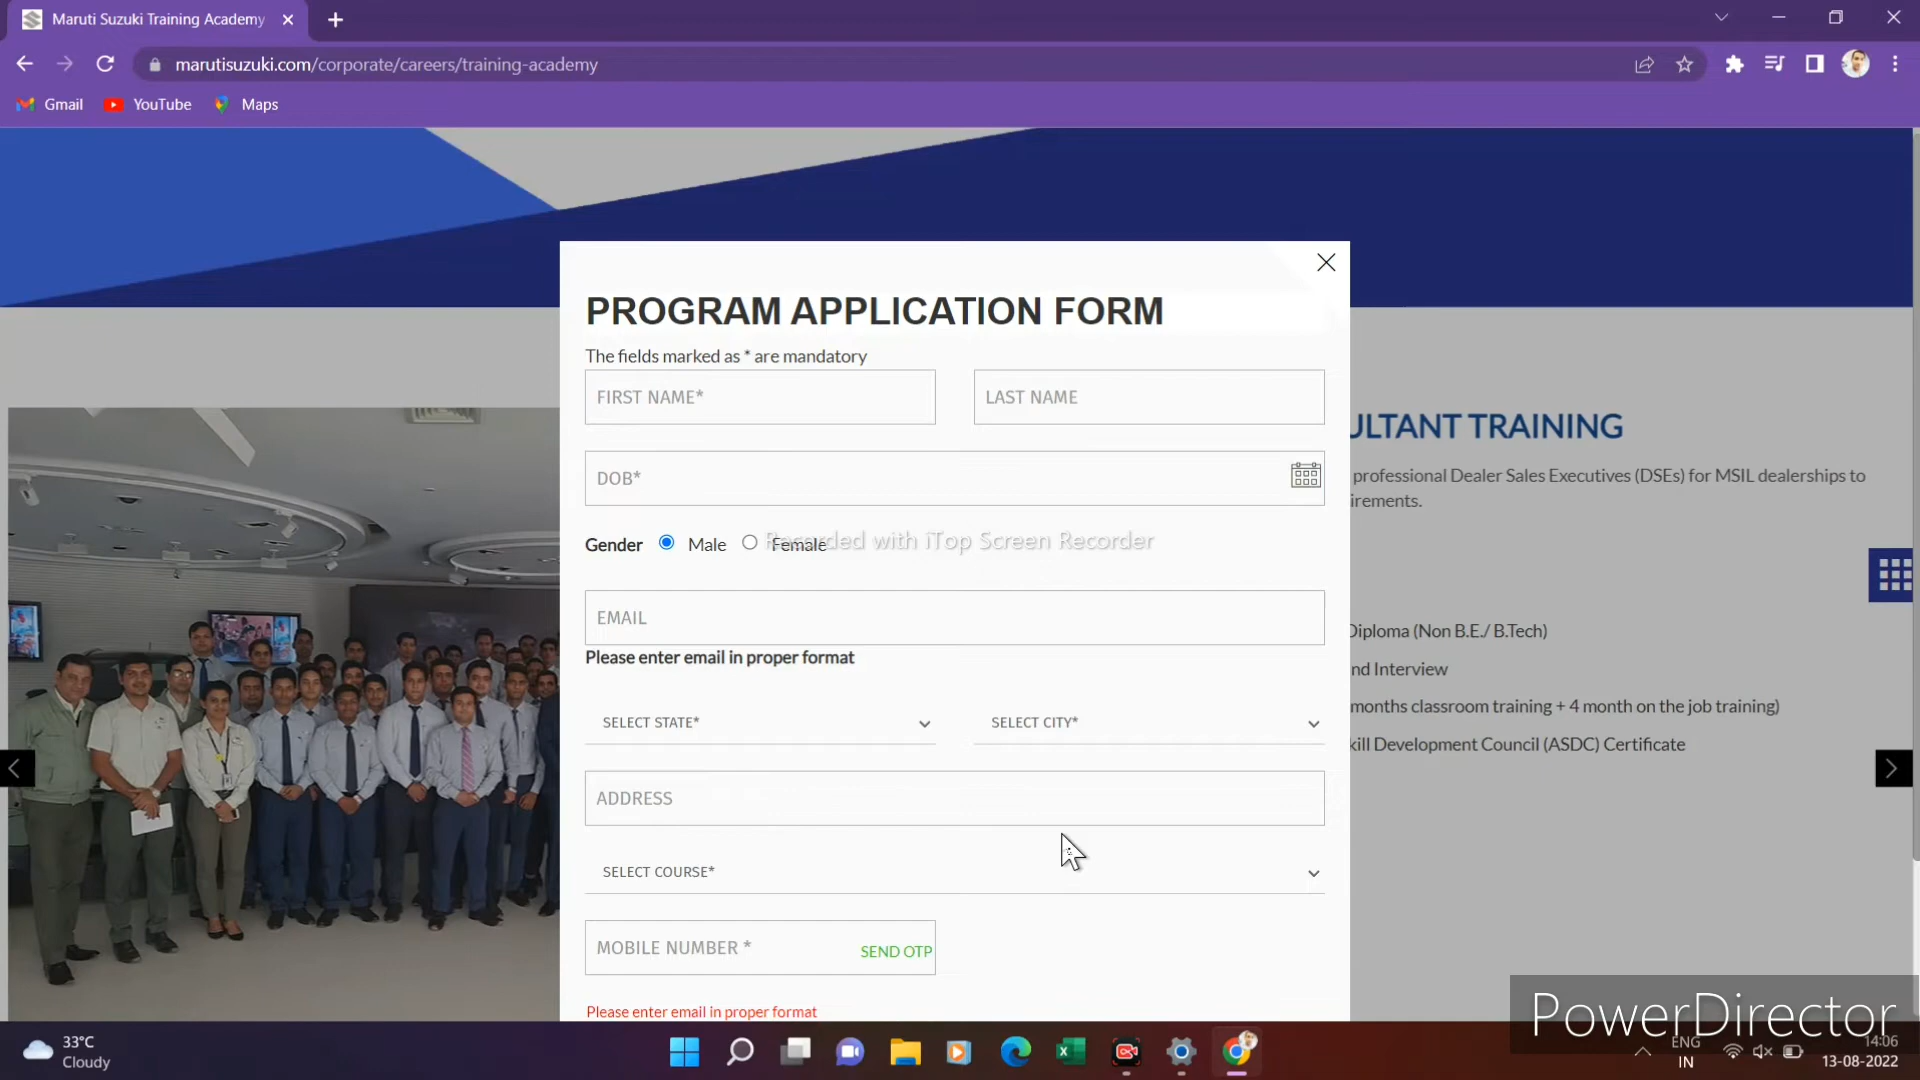 Maruti Suzuki Training Academy
marutisuzuki.com/corporate/careers/training-academy
Gmail YouTube Maps
PROGRAM APPLICATION FORM
The fields marked as * are mandatory
FIRST NAME* LAST NAME
ULTANT TRAINING
DOB*
professional Dealer Sales Executives (DSEs) for MSIL dealerships to
irements.
Gender Male Female
Recorded with iTop Screen Recorder
EMAIL
Diploma (Non B.E./ B.Tech)
Please enter email in proper format
nd Interview
months classroom training + 4 month on the job training)
SELECT STATE* SELECT CITY*
kill Development Council (ASDC) Certificate
ADDRESS
SELECT COURSE*
MOBILE NUMBER * SEND OTP
Please enter email in proper format
PowerDirector
33°C
Cloudy
ENG
IN
14:06
13-08-2022